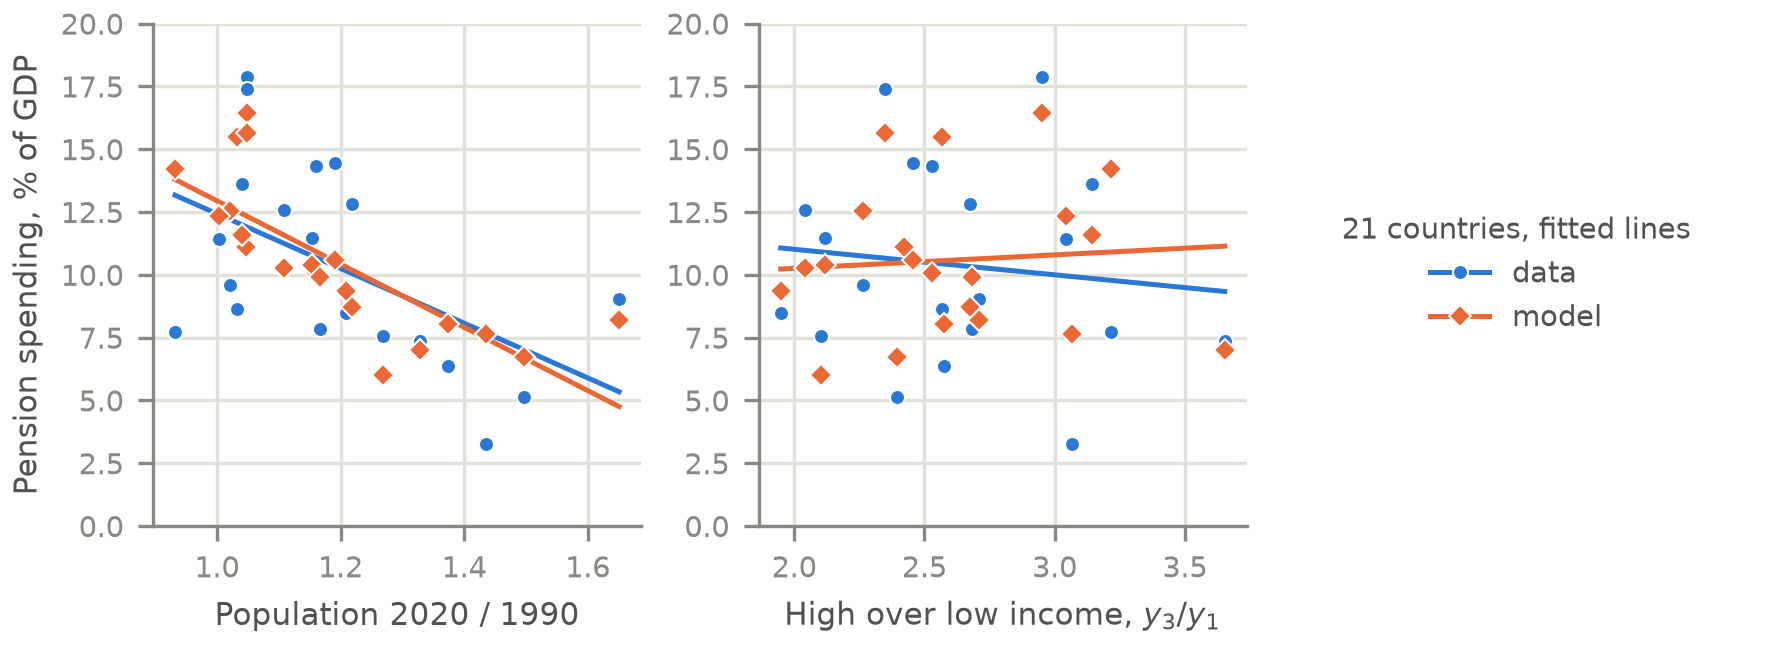 Pension spending, % of GDP
20.0
17.5
15.0
12.5
10.0
7.5
5.0
2.5
0.0
1.0 1.2 1.4 1.6
Population 2020 / 1990
20.0
17.5
15.0
12.5
10.0
7.5
5.0
2.5
0.0
2.0 2.5 3.0 3.5
High over low income, y₃/y₁
21 countries, fitted lines
data
model